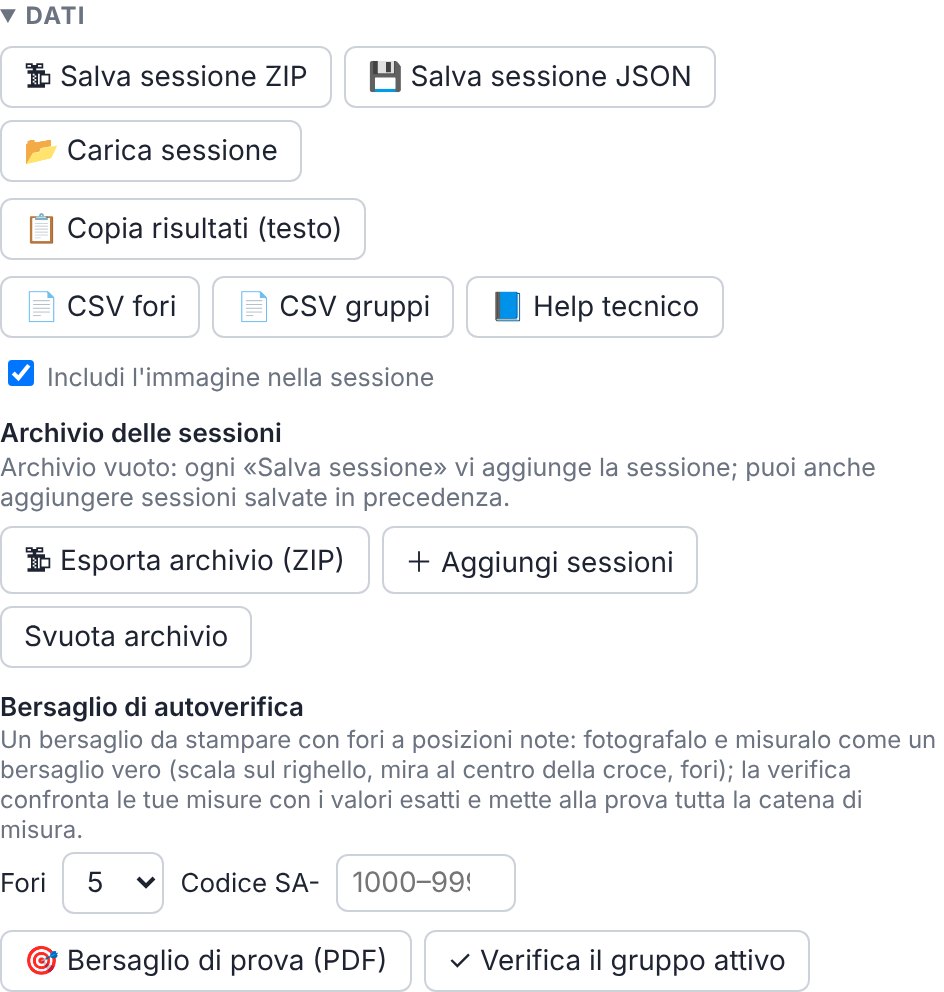 ▼ DATI
🗜 Salva sessione ZIP 💾 Salva sessione JSON
📂 Carica sessione
📋 Copia risultati (testo)
📄 CSV fori 📄 CSV gruppi 📘 Help tecnico
Includi l'immagine nella sessione
Archivio delle sessioni
Archivio vuoto: ogni «Salva sessione» vi aggiunge la sessione; puoi anche
aggiungere sessioni salvate in precedenza.
🗜 Esporta archivio (ZIP) + Aggiungi sessioni
Svuota archivio
Bersaglio di autoverifica
Un bersaglio da stampare con fori a posizioni note: fotografalo e misuralo come un
bersaglio vero (scala sul righello, mira al centro della croce, fori); la verifica
confronta le tue misure con i valori esatti e mette alla prova tutta la catena di
misura.
Fori 5 Codice SA- 1000–99
🎯 Bersaglio di prova (PDF) ✓ Verifica il gruppo attivo